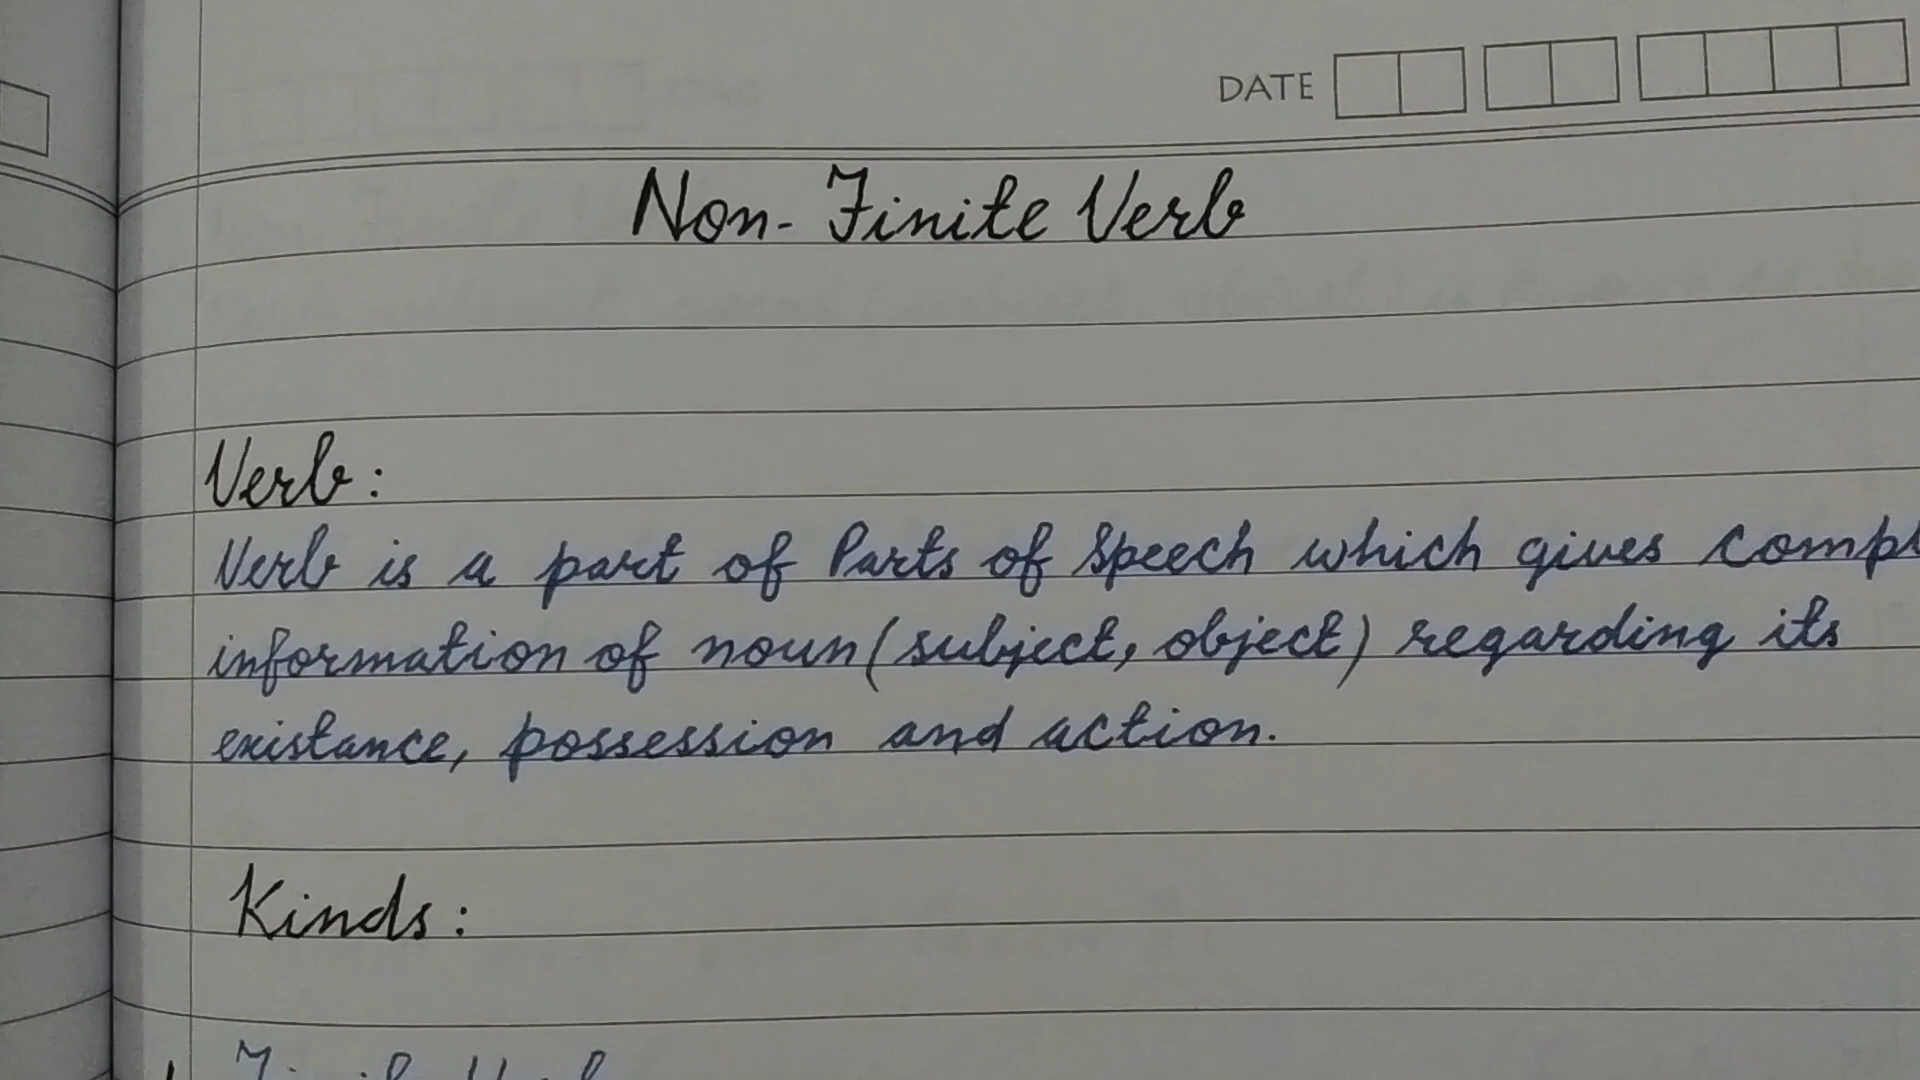 DATE
Non-Finite Verb
Verb:
Verb is a part of Parts of Speech which gives compl
information of noun (subject, object) regarding its
existance, possession and action.
Kinds: